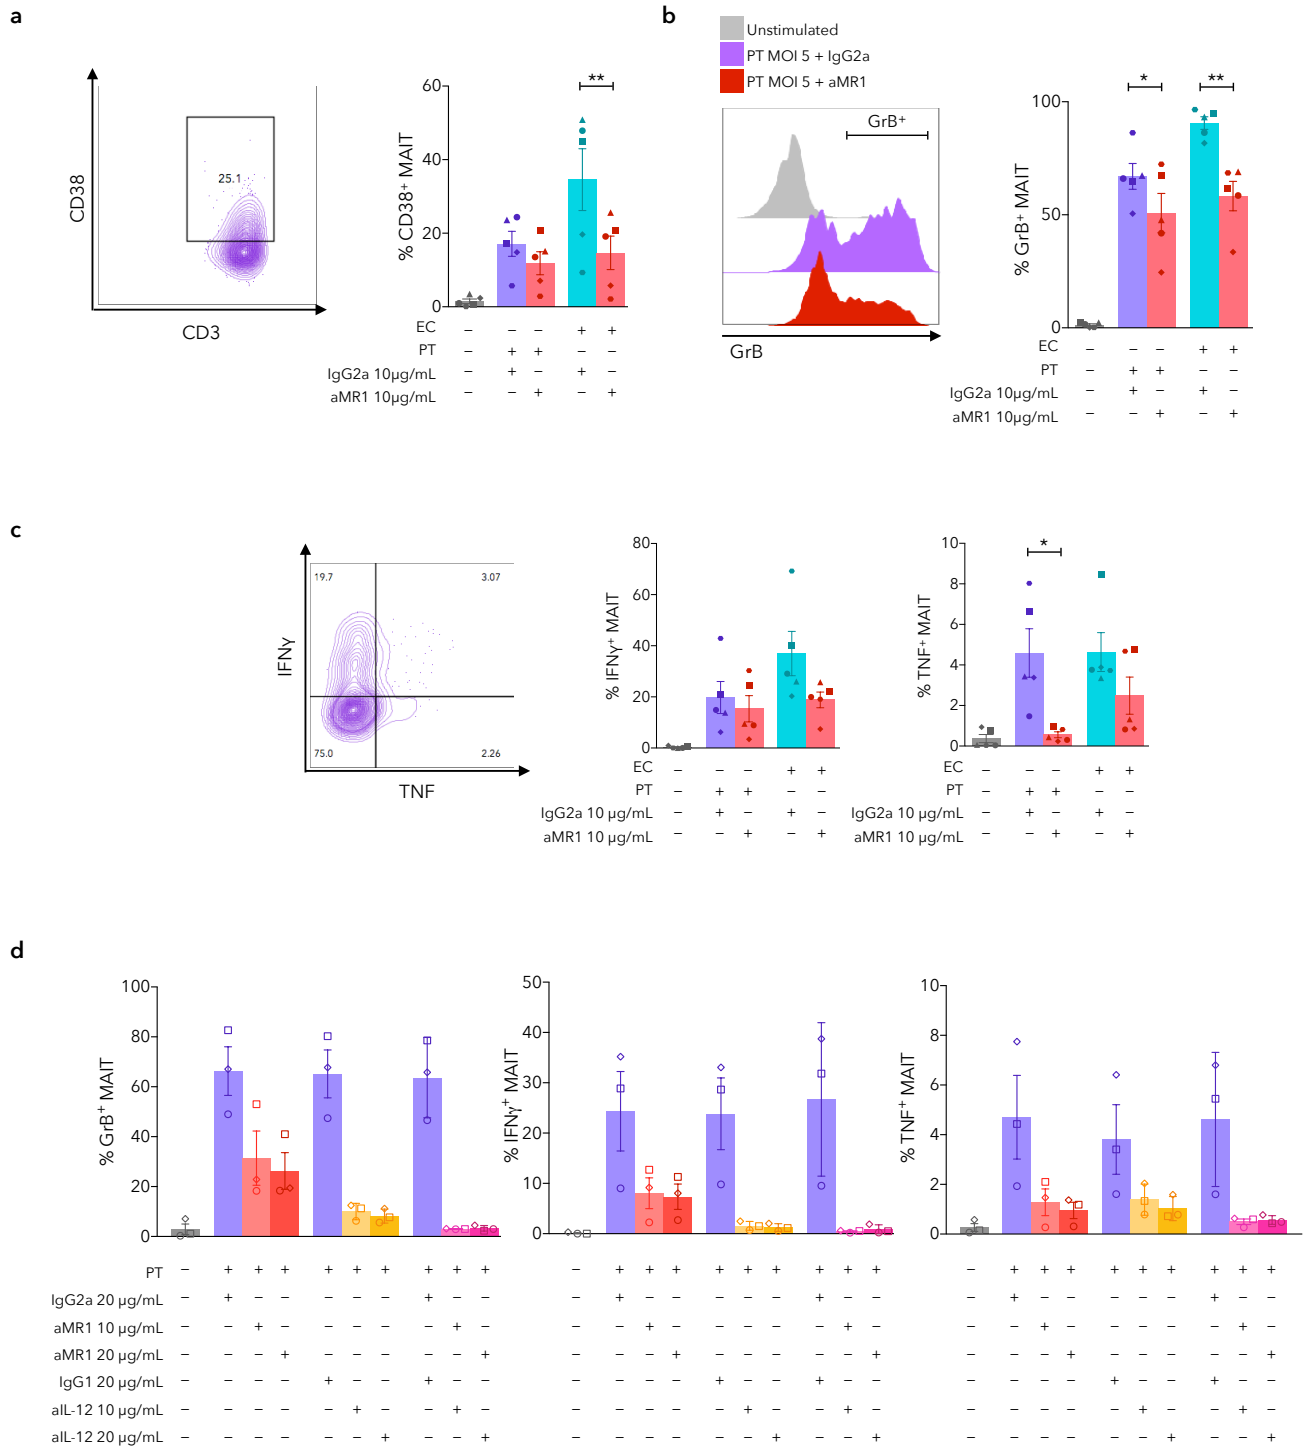 a
CD38
25.1
CD3
% CD38+ MAIT
60
40
20
0
**
EC – – – + +
PT – + + – –
IgG2a 10µg/mL – + – + –
aMR1 10µg/mL – – + – +
b
Unstimulated
PT MOI 5 + IgG2a
PT MOI 5 + aMR1
GrB+
GrB
% GrB+ MAIT
100
50
0
* **
EC – – – + +
PT – + + – –
IgG2a 10µg/mL – + – + –
aMR1 10µg/mL – – + – +
c
IFNγ
19.7 3.07
75.0 2.26
TNF
% IFNγ+ MAIT
80
60
40
20
0
EC – – – + +
PT – + + – –
IgG2a 10 µg/mL – + – + –
aMR1 10 µg/mL – – + – +
% TNF+ MAIT
10
8
6
4
2
0
*
EC – – – + +
PT – + + – –
IgG2a 10 µg/mL – + – + –
aMR1 10 µg/mL – – + – +
d
% GrB+ MAIT
100
80
60
40
20
0
% IFNγ+ MAIT
50
40
30
20
10
0
% TNF+ MAIT
10
8
6
4
2
0
PT – + + + + + + + + + – + + + + + + + + + – + + + + + + + + +
IgG2a 20 µg/mL – + – – – – – + – – – + – – – – – + – – – + – – – – – + – –
aMR1 10 µg/mL – – + – – – – – + – – – + – – – – – + – – – + – – – – – + –
aMR1 20 µg/mL – – – + – – – – – + – – – + – – – – – + – – – + – – – – – +
IgG1 20 µg/mL – – – – + – – + – – – – – – + – – + – – – – – – + – – + – –
aIL-12 10 µg/mL – – – – – + – – + – – – – – – + – – + – – – – – – + – – + –
aIL-12 20 µg/mL – – – – – – + – – + – – – – – – + – – + – – – – – – + – – +